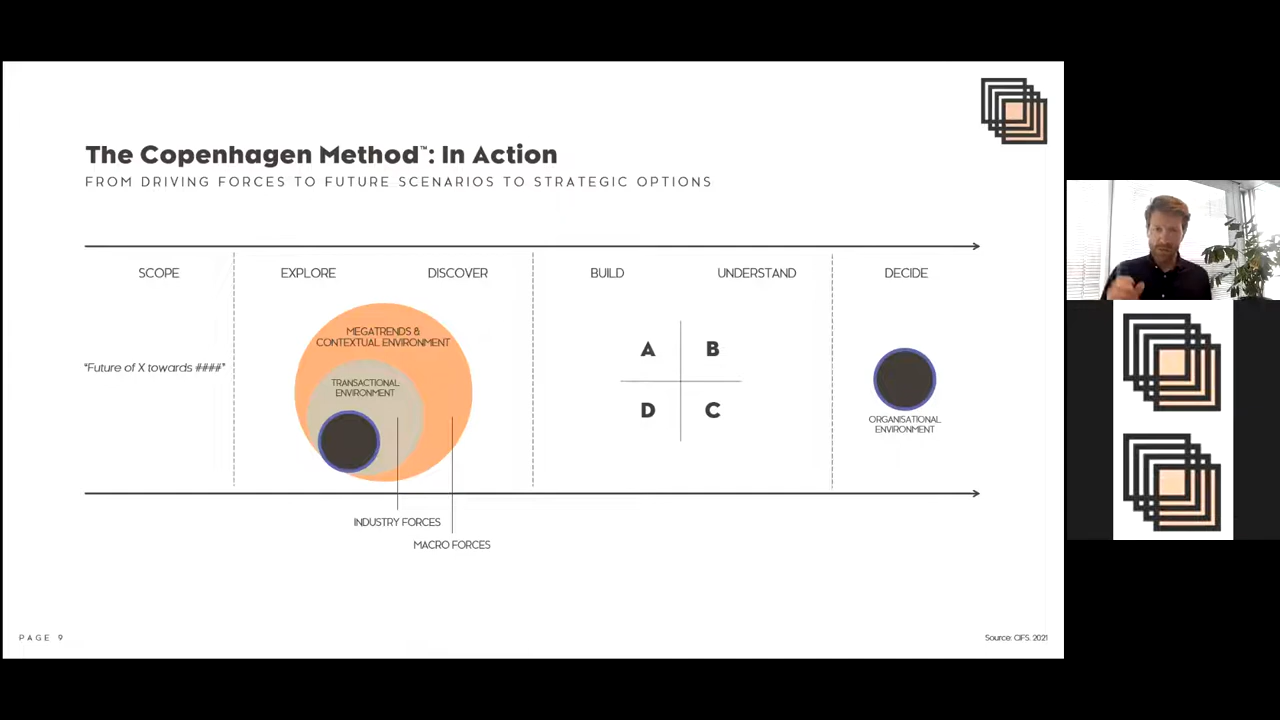 The Copenhagen Method™: In Action
FROM DRIVING FORCES TO FUTURE SCENARIOS TO STRATEGIC OPTIONS
SCOPE
EXPLORE
DISCOVER
BUILD
UNDERSTAND
DECIDE
"Future of X towards ####"
MEGATRENDS &
CONTEXTUAL ENVIRONMENT
TRANSACTIONAL
ENVIRONMENT
INDUSTRY FORCES
MACRO FORCES
A B
D C
ORGANISATIONAL
ENVIRONMENT
PAGE 9
Source: CIFS: 2021